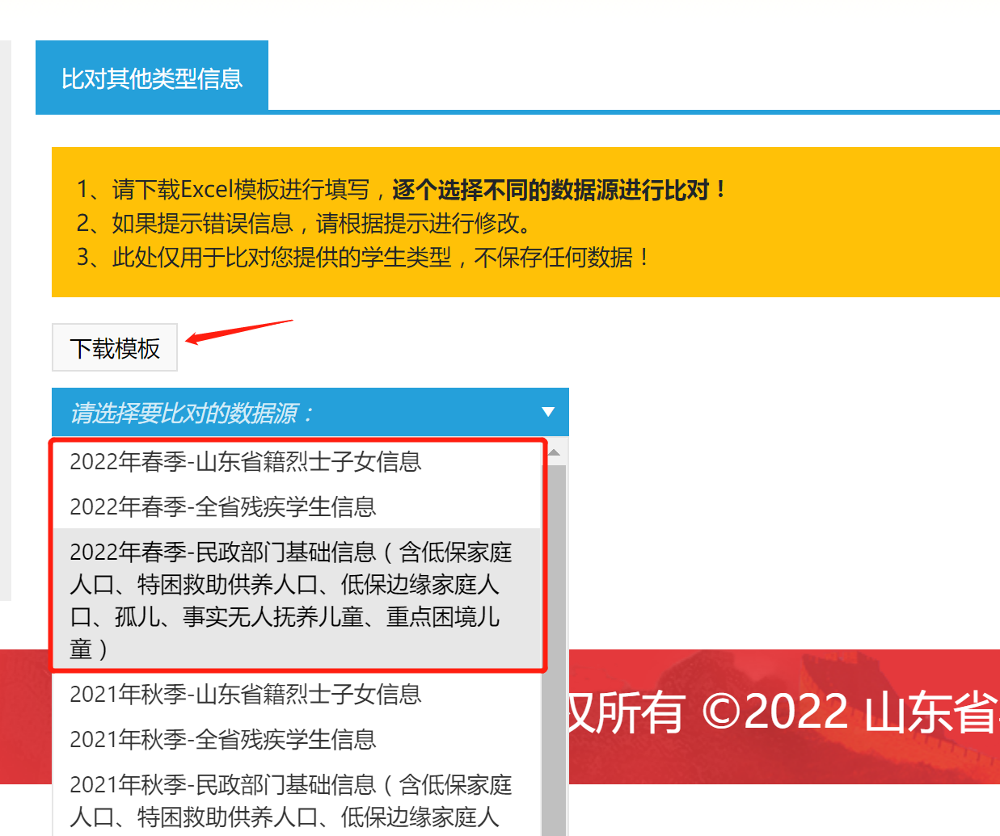 比对其他类型信息
1、请下载Excel模板进行填写，逐个选择不同的数据源进行比对！
2、如果提示错误信息，请根据提示进行修改。
3、此处仅用于比对您提供的学生类型，不保存任何数据！
下载模板
请选择要比对的数据源：
2022年春季-山东省籍烈士子女信息
2022年春季-全省残疾学生信息
2022年春季-民政部门基础信息（含低保家庭
人口、特困救助供养人口、低保边缘家庭人
口、孤儿、事实无人抚养儿童、重点困境儿
童）
2021年秋季-山东省籍烈士子女信息
2021年秋季-全省残疾学生信息
2021年秋季-民政部门基础信息（含低保家庭
人口、特困救助供养人口、低保边缘家庭人
权所有 ©2022 山东省